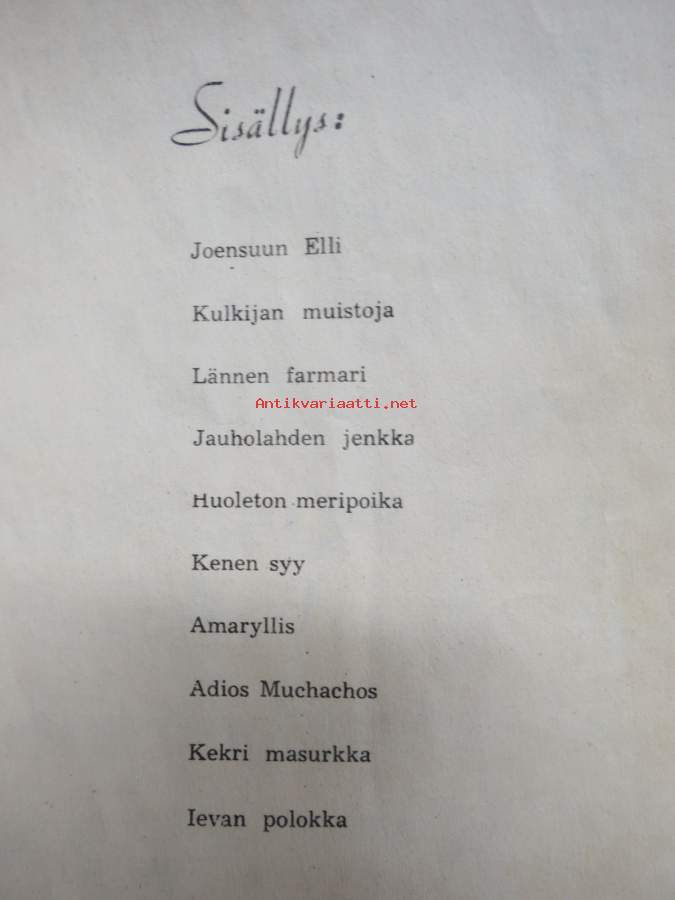 Sisällys:
Joensuun Elli
Kulkijan muistoja
Lännen farmari
Antikvariaatti.net
Jauholahden jenkka
Huoleton meripoika
Kenen syy
Amaryllis
Adios Muchachos
Kekri masurkka
Ievan polokka